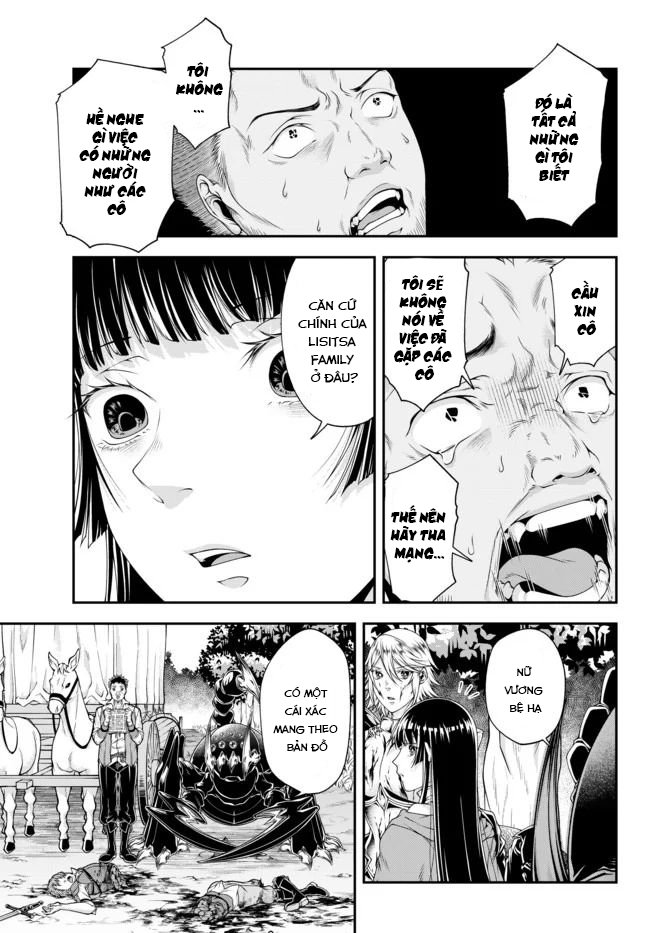 ĐÓ LÀ
TẤT CẢ
NHỮNG
GÌ TÔI
BIẾT
TÔI
KHÔNG
...
HỀ NGHE
GÌ VIỆC
CÓ NHỮNG
NGƯỜI
NHƯ CÁC
CÔ
CẦU
XIN
CÔ
TÔI SẼ
KHÔNG
NÓI VỀ
VIỆC ĐÃ
GẶP CÁC
CÔ
THẾ NÊN
HÃY THA
MẠNG...
CĂN CỨ
CHÍNH CỦA
LISITSA
FAMILY
Ở ĐÂU?
NỮ
VƯƠNG
BỆ HẠ
CÓ MỘT
CÁI XÁC
MANG THEO
BẢN ĐỒ